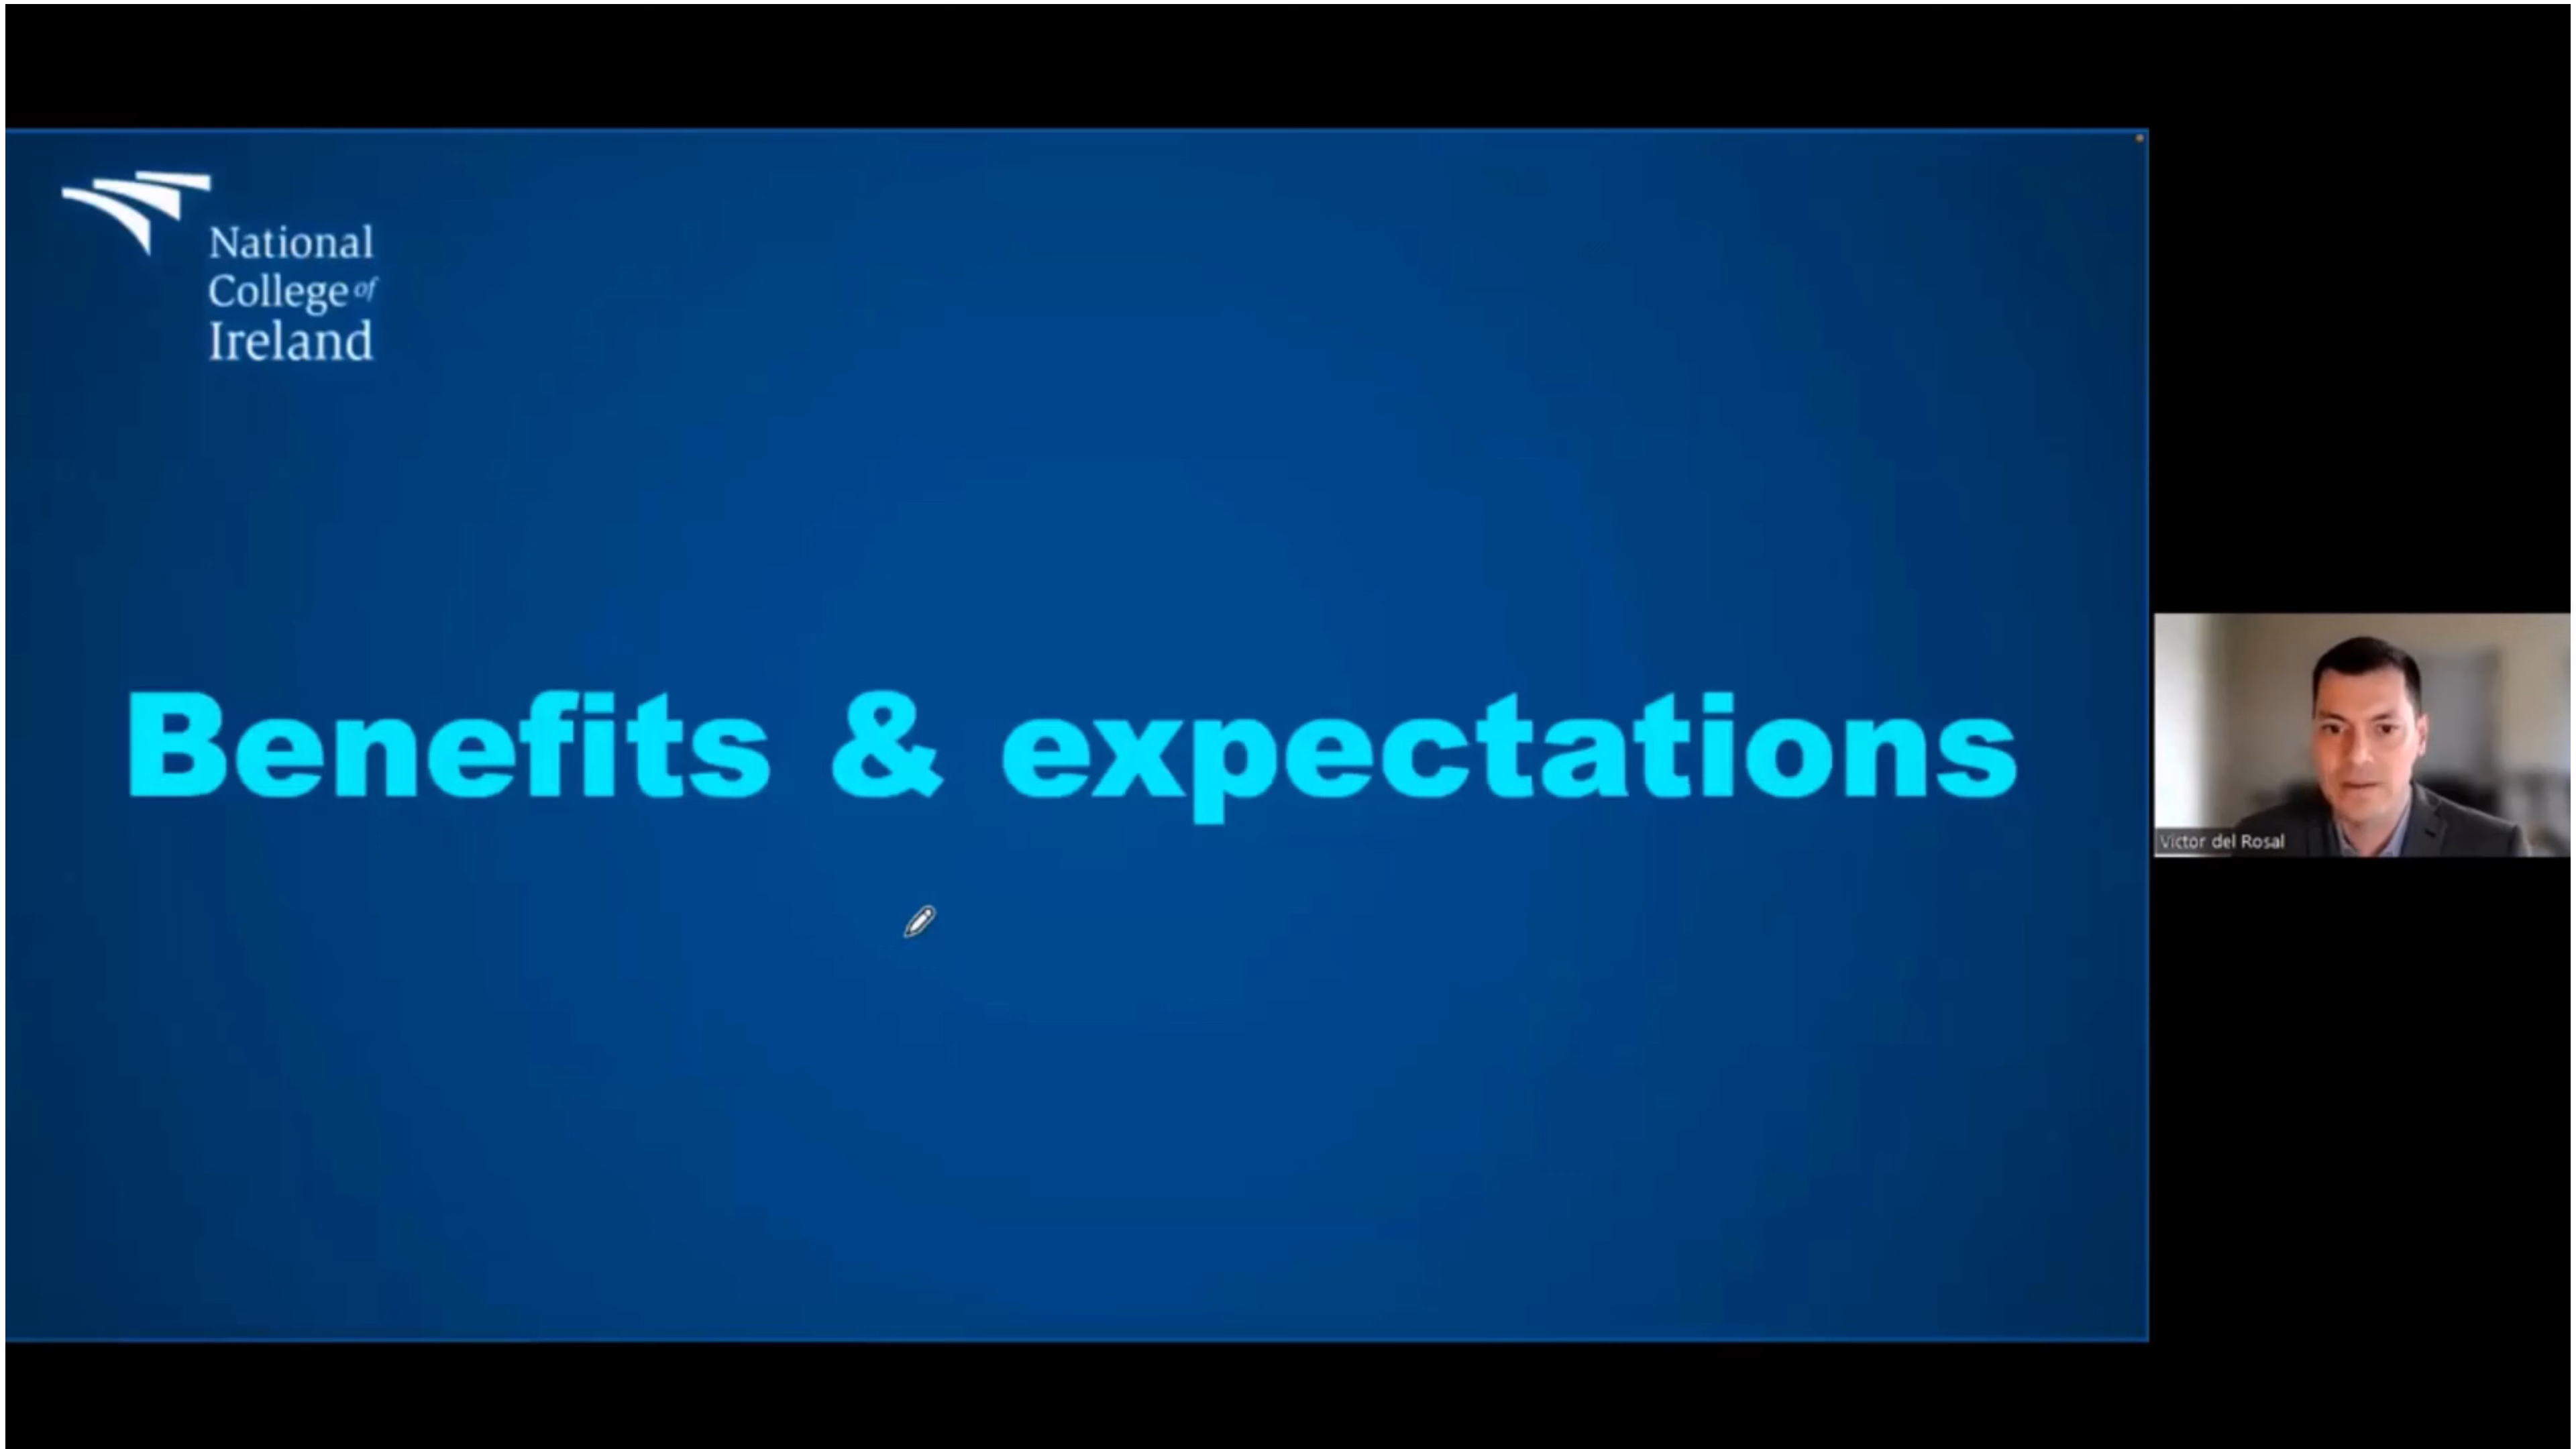 National
College of
Ireland
Benefits & expectations
Victor del Rosal